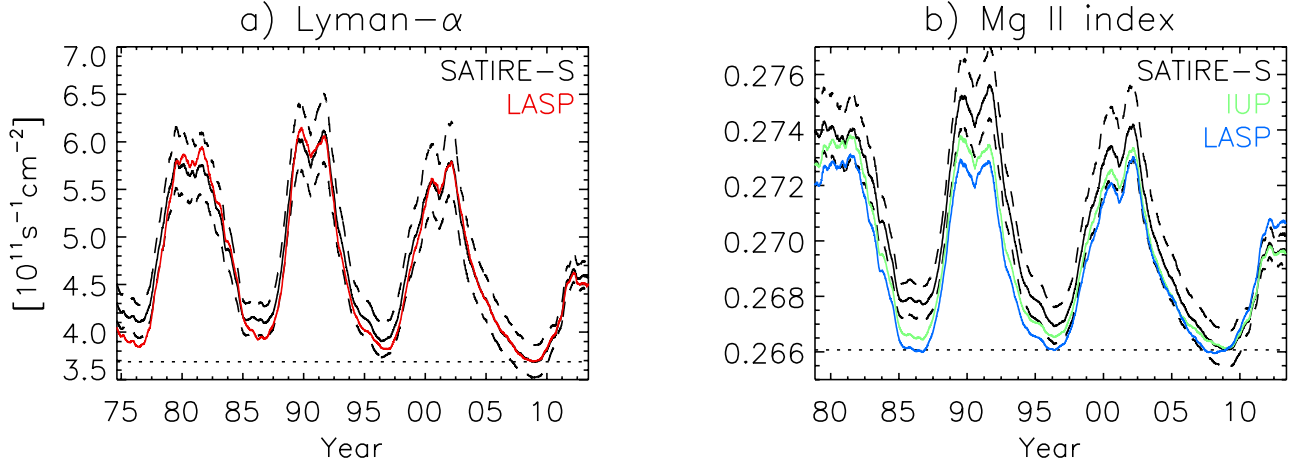 a) Lyman−α
[10¹¹s⁻¹cm⁻²]
7.0
6.5
6.0
5.5
5.0
4.5
4.0
3.5
SATIRE−S
LASP
75 80 85 90 95 00 05 10
Year
b) Mg II index
0.276
0.274
0.272
0.270
0.268
0.266
SATIRE−S
IUP
LASP
80 85 90 95 00 05 10
Year